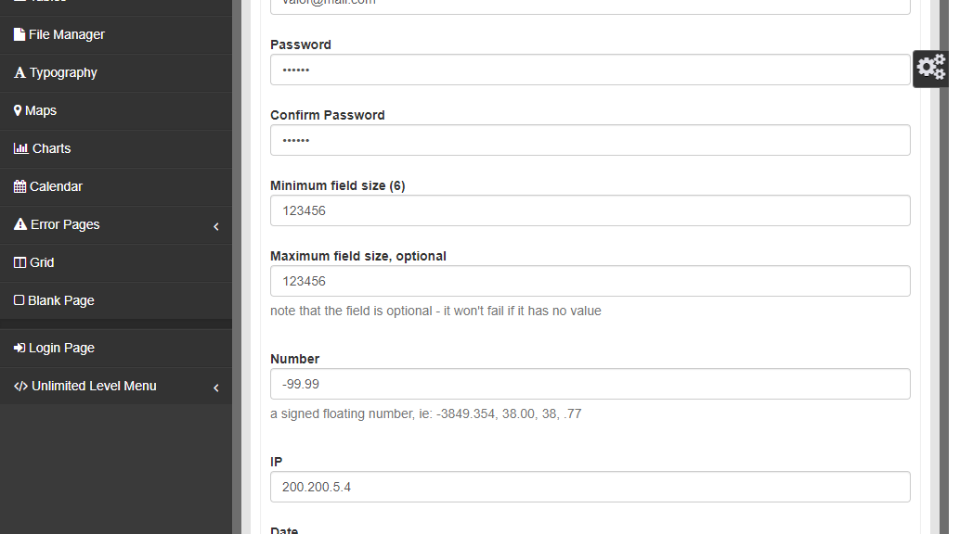 File Manager
Typography
Maps
Charts
Calendar
Error Pages
Grid
Blank Page
Login Page
Unlimited Level Menu
valor@mail.com
Password
••••••
Confirm Password
••••••
Minimum field size (6)
123456
Maximum field size, optional
123456
note that the field is optional - it won't fail if it has no value
Number
-99.99
a signed floating number, ie: -3849.354, 38.00, 38, .77
IP
200.200.5.4
Date